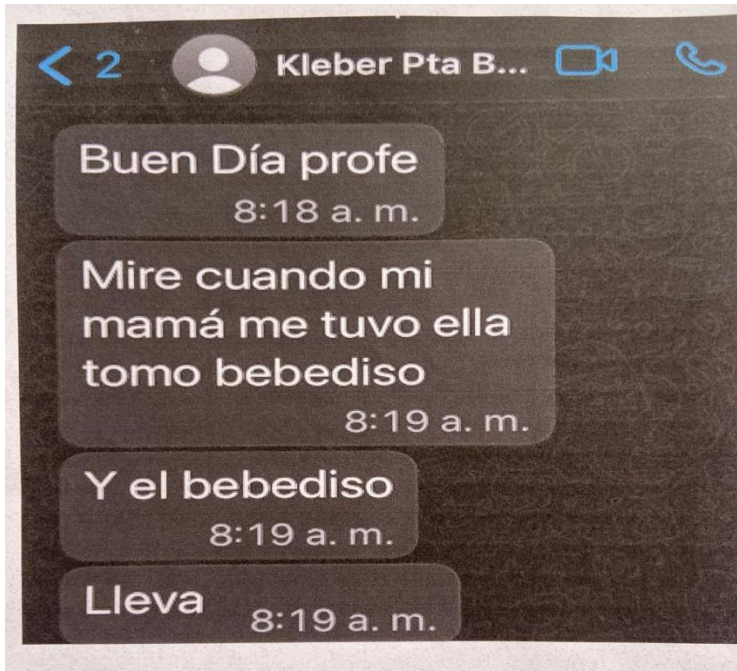 2 Kleber Pta B...
Buen Día profe
8:18 a. m.
Mire cuando mi
mamá me tuvo ella
tomo bebediso
8:19 a. m.
Y el bebediso
8:19 a. m.
Lleva 8:19 a. m.